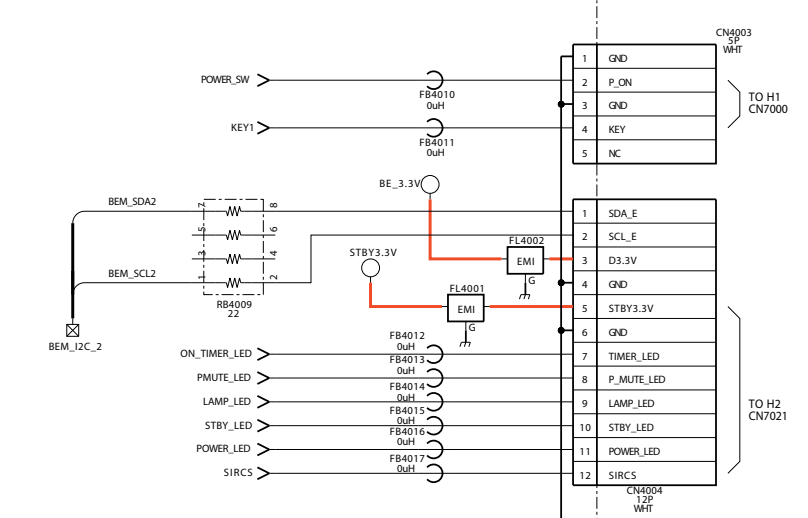 CN4003
5P
WHT
1 GND
POWER_SW
FB4010
0uH
2 P_ON
3 GND
TO H1
CN7000
KEY1
FB4011
0uH
4 KEY
5 NC
BE_3.3V
BEM_SDA2
7
8
1 SDA_E
5
6
2 SCL_E
STBY3.3V
FL4002
EMI
G
3
4
3 D3.3V
BEM_SCL2
1
2
4 GND
RB4009
22
FL4001
EMI
G
5 STBY3.3V
BEM_I2C_2
6 GND
ON_TIMER_LED
FB4012
0uH
7 TIMER_LED
PMUTE_LED
FB4013
0uH
8 P_MUTE_LED
LAMP_LED
FB4014
0uH
9 LAMP_LED
TO H2
CN7021
STBY_LED
FB4015
0uH
10 STBY_LED
POWER_LED
FB4016
0uH
11 POWER_LED
SIRCS
FB4017
0uH
12 SIRCS
CN4004
12P
WHT